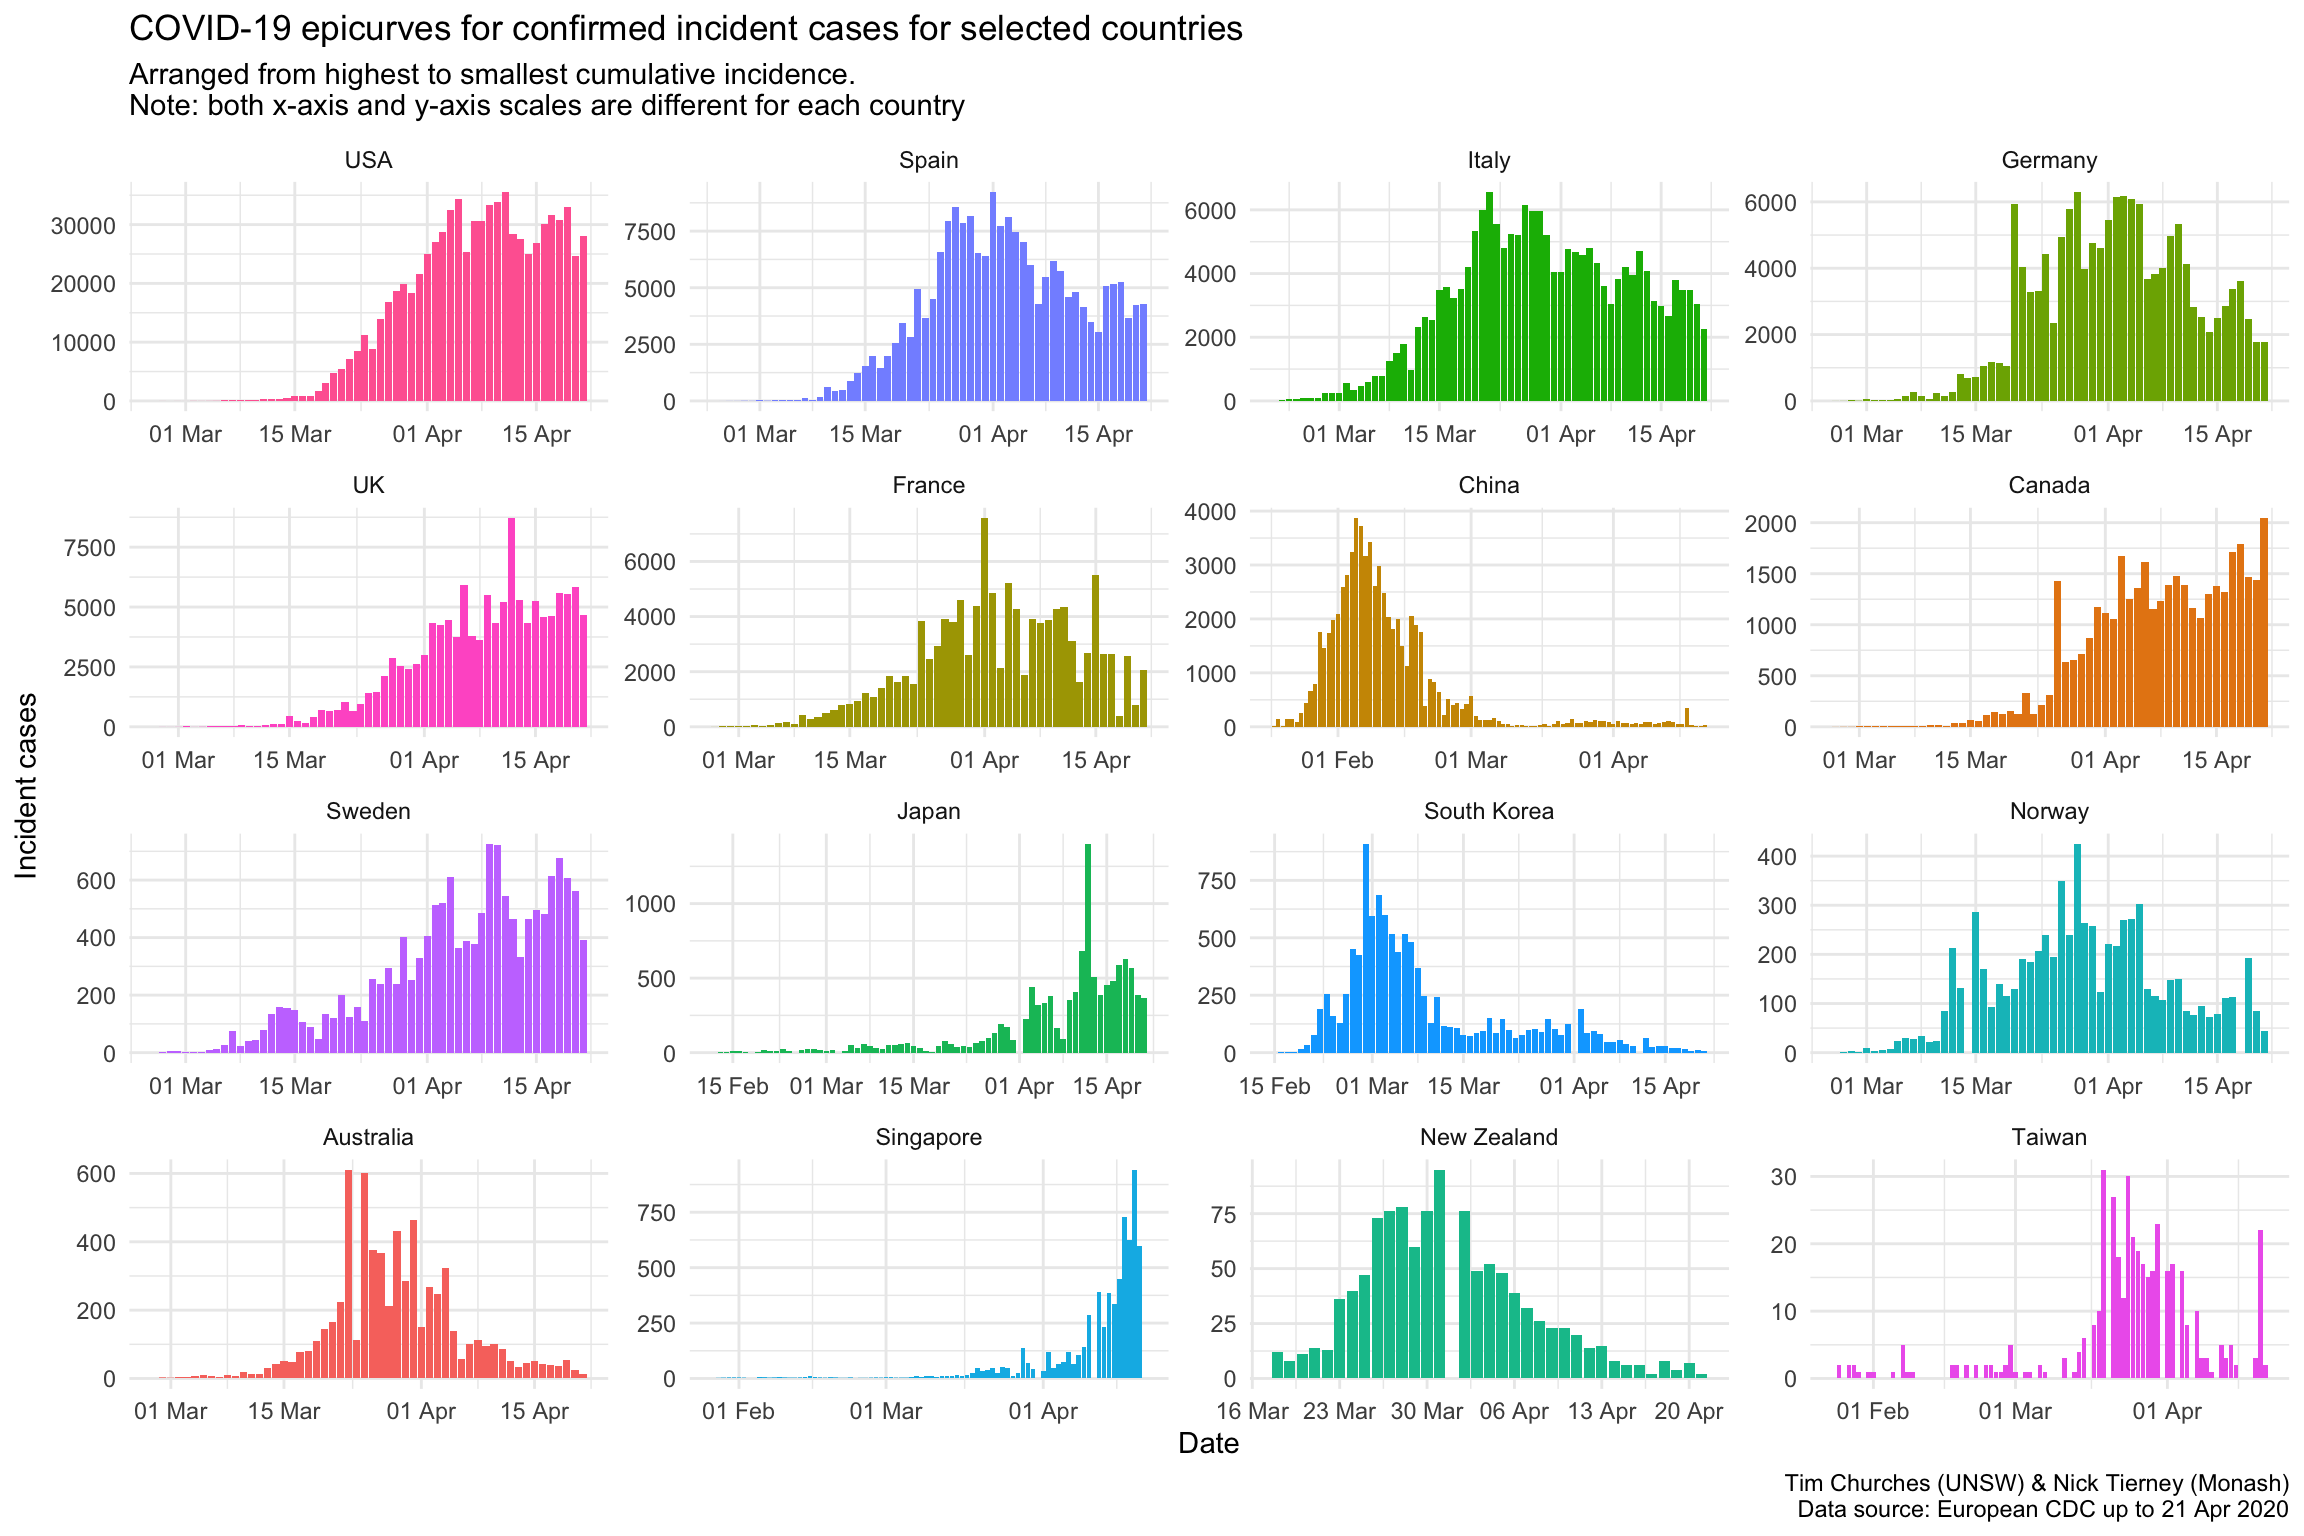 COVID-19 epicurves for confirmed incident cases for selected countries
Arranged from highest to smallest cumulative incidence.
Note: both x-axis and y-axis scales are different for each country
USA
Spain
Italy
Germany
30000
20000
10000
0
7500
5000
2500
0
6000
4000
2000
0
6000
4000
2000
0
01 Mar 15 Mar 01 Apr 15 Apr
01 Mar 15 Mar 01 Apr 15 Apr
01 Mar 15 Mar 01 Apr 15 Apr
01 Mar 15 Mar 01 Apr 15 Apr
UK
France
China
Canada
7500
5000
2500
0
6000
4000
2000
0
4000
3000
2000
1000
0
2000
1500
1000
500
0
01 Mar 15 Mar 01 Apr 15 Apr
01 Mar 15 Mar 01 Apr 15 Apr
01 Feb 01 Mar 01 Apr
01 Mar 15 Mar 01 Apr 15 Apr
Incident cases
Sweden
Japan
South Korea
Norway
600
400
200
0
1000
500
0
750
500
250
0
400
300
200
100
0
01 Mar 15 Mar 01 Apr 15 Apr
15 Feb 01 Mar 15 Mar 01 Apr 15 Apr
15 Feb 01 Mar 15 Mar 01 Apr 15 Apr
01 Mar 15 Mar 01 Apr 15 Apr
Australia
Singapore
New Zealand
Taiwan
600
400
200
0
750
500
250
0
75
50
25
0
30
20
10
0
01 Mar 15 Mar 01 Apr 15 Apr
01 Feb 01 Mar 01 Apr
16 Mar 23 Mar 30 Mar 06 Apr 13 Apr 20 Apr
01 Feb 01 Mar 01 Apr
Date
Tim Churches (UNSW) & Nick Tierney (Monash)
Data source: European CDC up to 21 Apr 2020